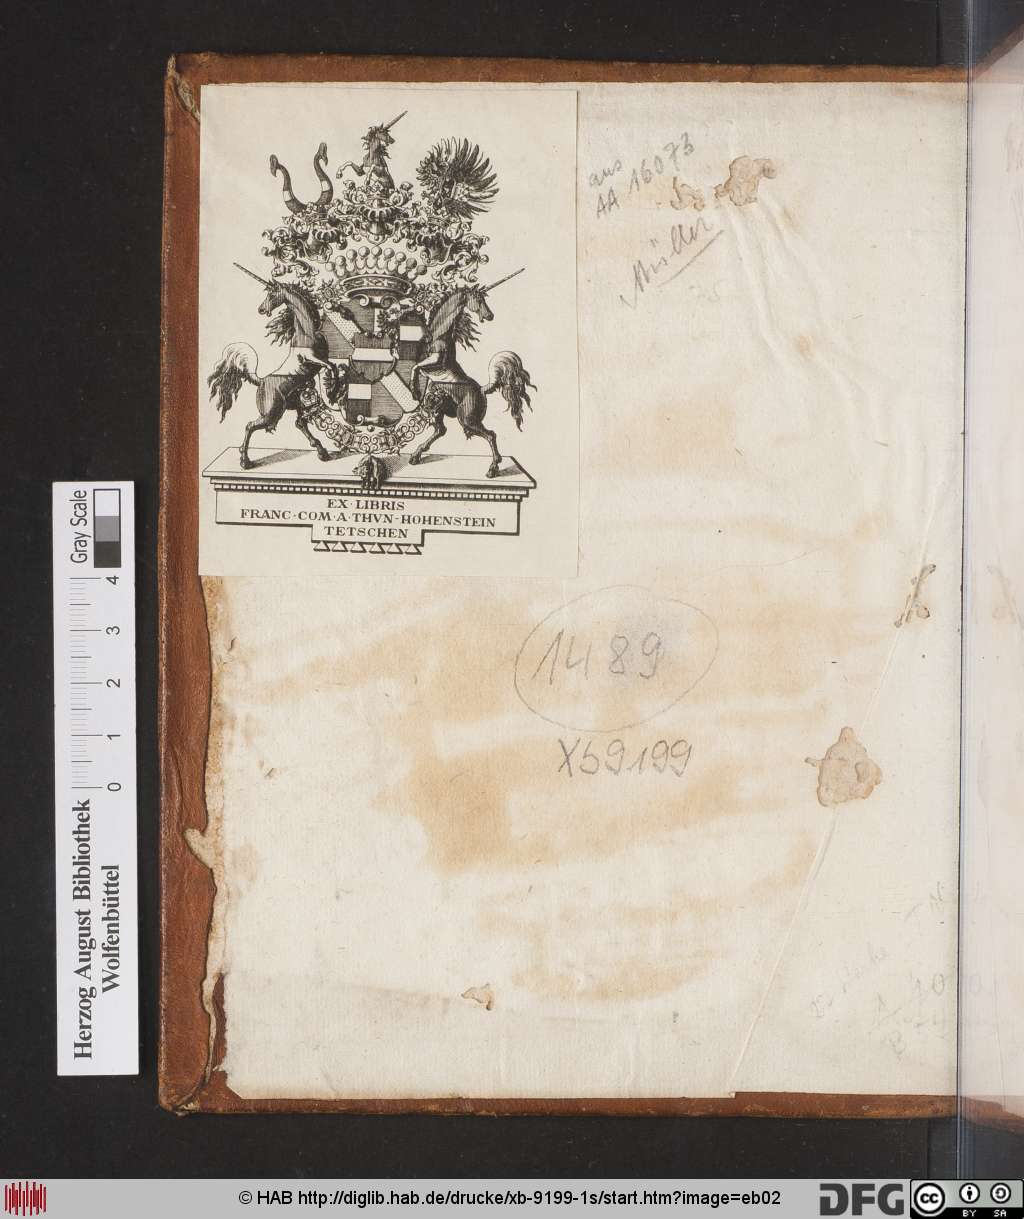 EX·LIBRIS
FRANC·COM·A·THVN-HOHENSTEIN
TETSCHEN
aus
AA 16073
Müller
1489
Xb9199
Gray Scale
4
3
2
1
0
Herzog August Bibliothek
Wolfenbüttel
© HAB http://diglib.hab.de/drucke/xb-9199-1s/start.htm?image=eb02
DFG
cc
BY SA